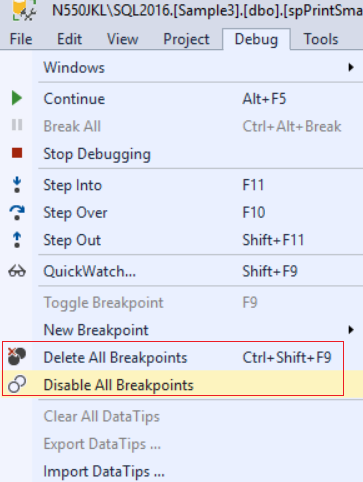 N550JKL\SQL2016.[Sample3].[dbo].[spPrintSma
File Edit View Project Debug Tools
Windows
Continue Alt+F5
Break All Ctrl+Alt+Break
Stop Debugging
Step Into F11
Step Over F10
Step Out Shift+F11
QuickWatch... Shift+F9
Toggle Breakpoint F9
New Breakpoint
Delete All Breakpoints Ctrl+Shift+F9
Disable All Breakpoints
Clear All DataTips
Export DataTips ...
Import DataTips ...